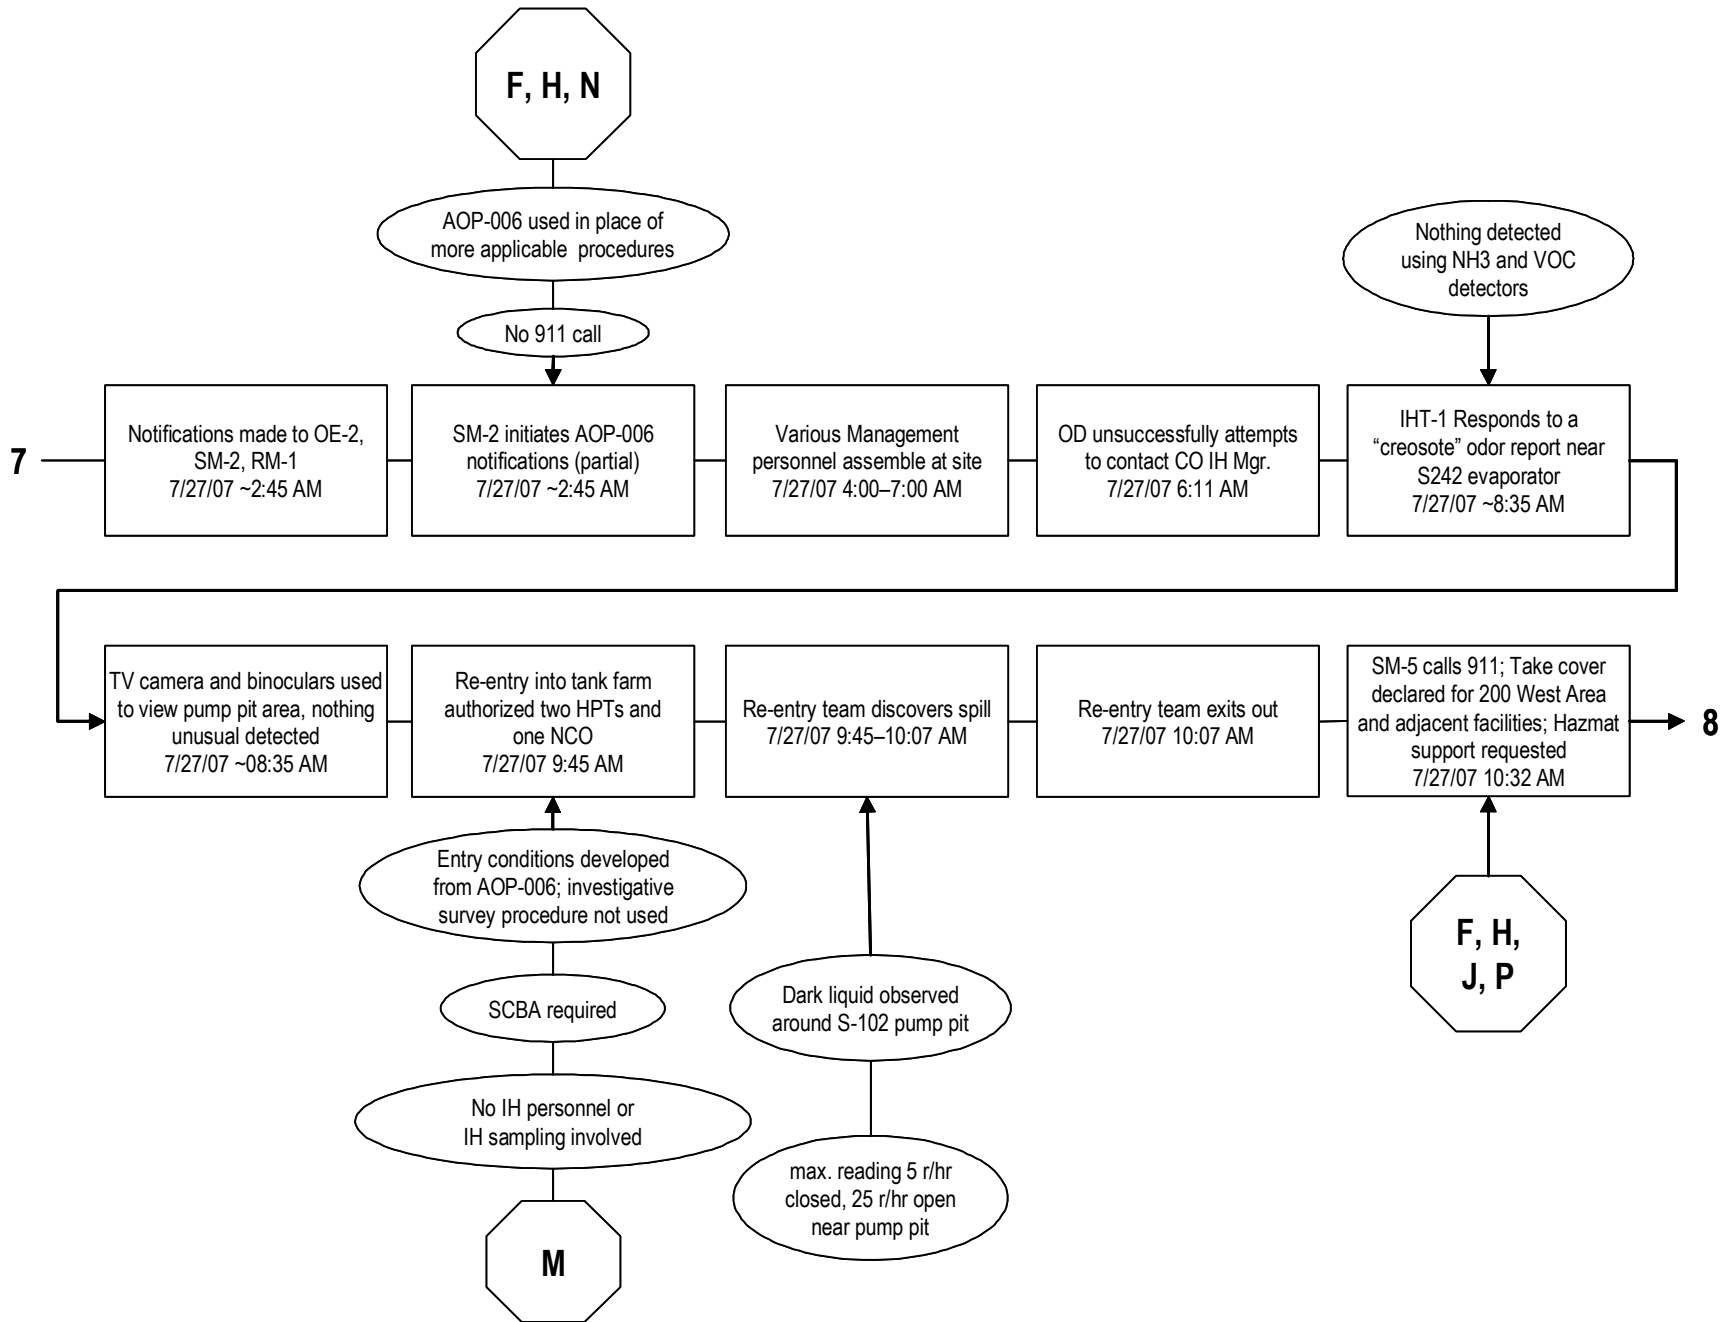 F, H, N
AOP-006 used in place of
more applicable procedures
No 911 call
Nothing detected
using NH3 and VOC
detectors
7
Notifications made to OE-2,
SM-2, RM-1
7/27/07 ~2:45 AM
SM-2 initiates AOP-006
notifications (partial)
7/27/07 ~2:45 AM
Various Management
personnel assemble at site
7/27/07 4:00–7:00 AM
OD unsuccessfully attempts
to contact CO IH Mgr.
7/27/07 6:11 AM
IHT-1 Responds to a
“creosote” odor report near
S242 evaporator
7/27/07 ~8:35 AM
TV camera and binoculars used
to view pump pit area, nothing
unusual detected
7/27/07 ~08:35 AM
Re-entry into tank farm
authorized two HPTs and
one NCO
7/27/07 9:45 AM
Re-entry team discovers spill
7/27/07 9:45–10:07 AM
Re-entry team exits out
7/27/07 10:07 AM
SM-5 calls 911; Take cover
declared for 200 West Area
and adjacent facilities; Hazmat
support requested
7/27/07 10:32 AM
8
Entry conditions developed
from AOP-006; investigative
survey procedure not used
SCBA required
No IH personnel or
IH sampling involved
M
Dark liquid observed
around S-102 pump pit
max. reading 5 r/hr
closed, 25 r/hr open
near pump pit
F, H,
J, P